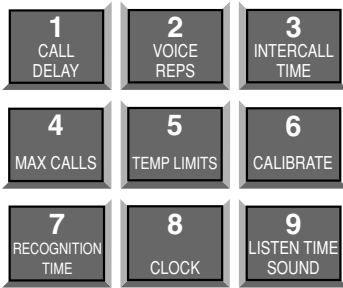 1
CALL
DELAY
2
VOICE
REPS
3
INTERCALL
TIME
4
MAX CALLS
5
TEMP LIMITS
6
CALIBRATE
7
RECOGNITION
TIME
8
CLOCK
9
LISTEN TIME
SOUND